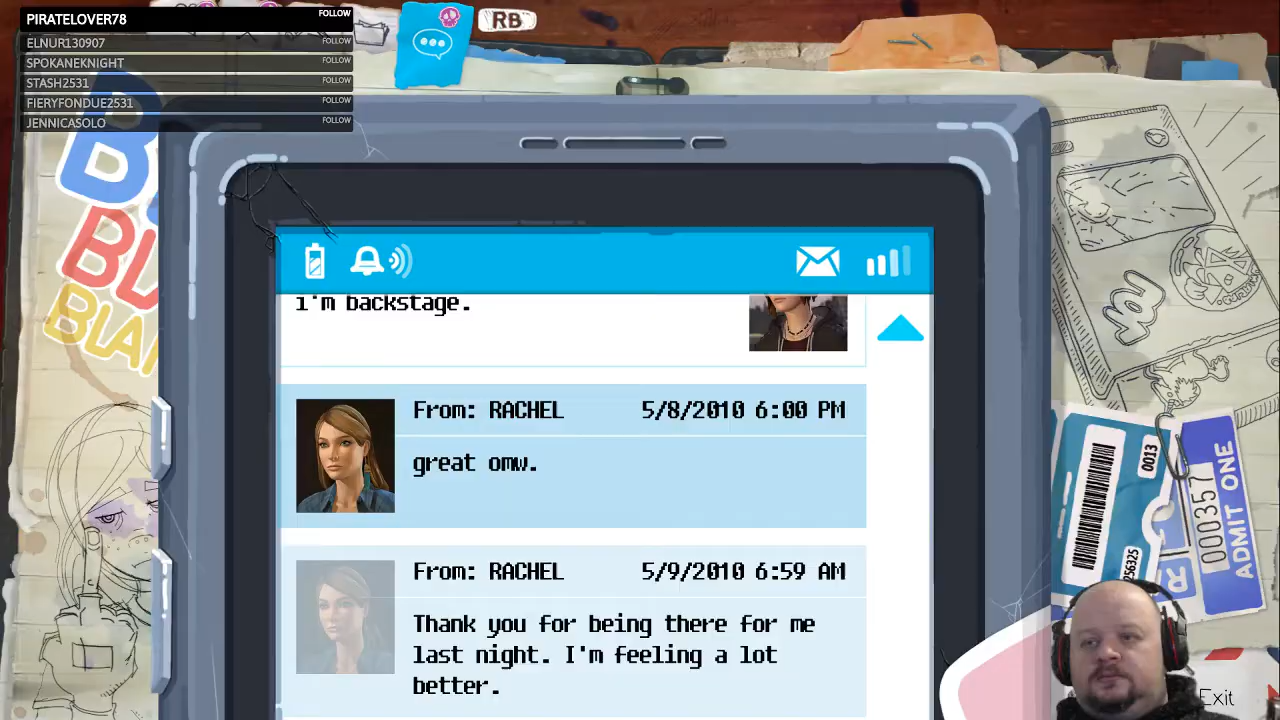 PIRATELOVER78 FOLLOW
ELNUR130907 FOLLOW
SPOKANEKNIGHT FOLLOW
STASH2531 FOLLOW
FIERYFONDUE2531 FOLLOW
JENNICASOLO FOLLOW
RB
i'm backstage.
From: RACHEL 5/8/2010 6:00 PM
great omw.
From: RACHEL 5/9/2010 6:59 AM
Thank you for being there for me
last night. I'm feeling a lot
better.
0013
256325
000357
ADMIT ONE
Exit